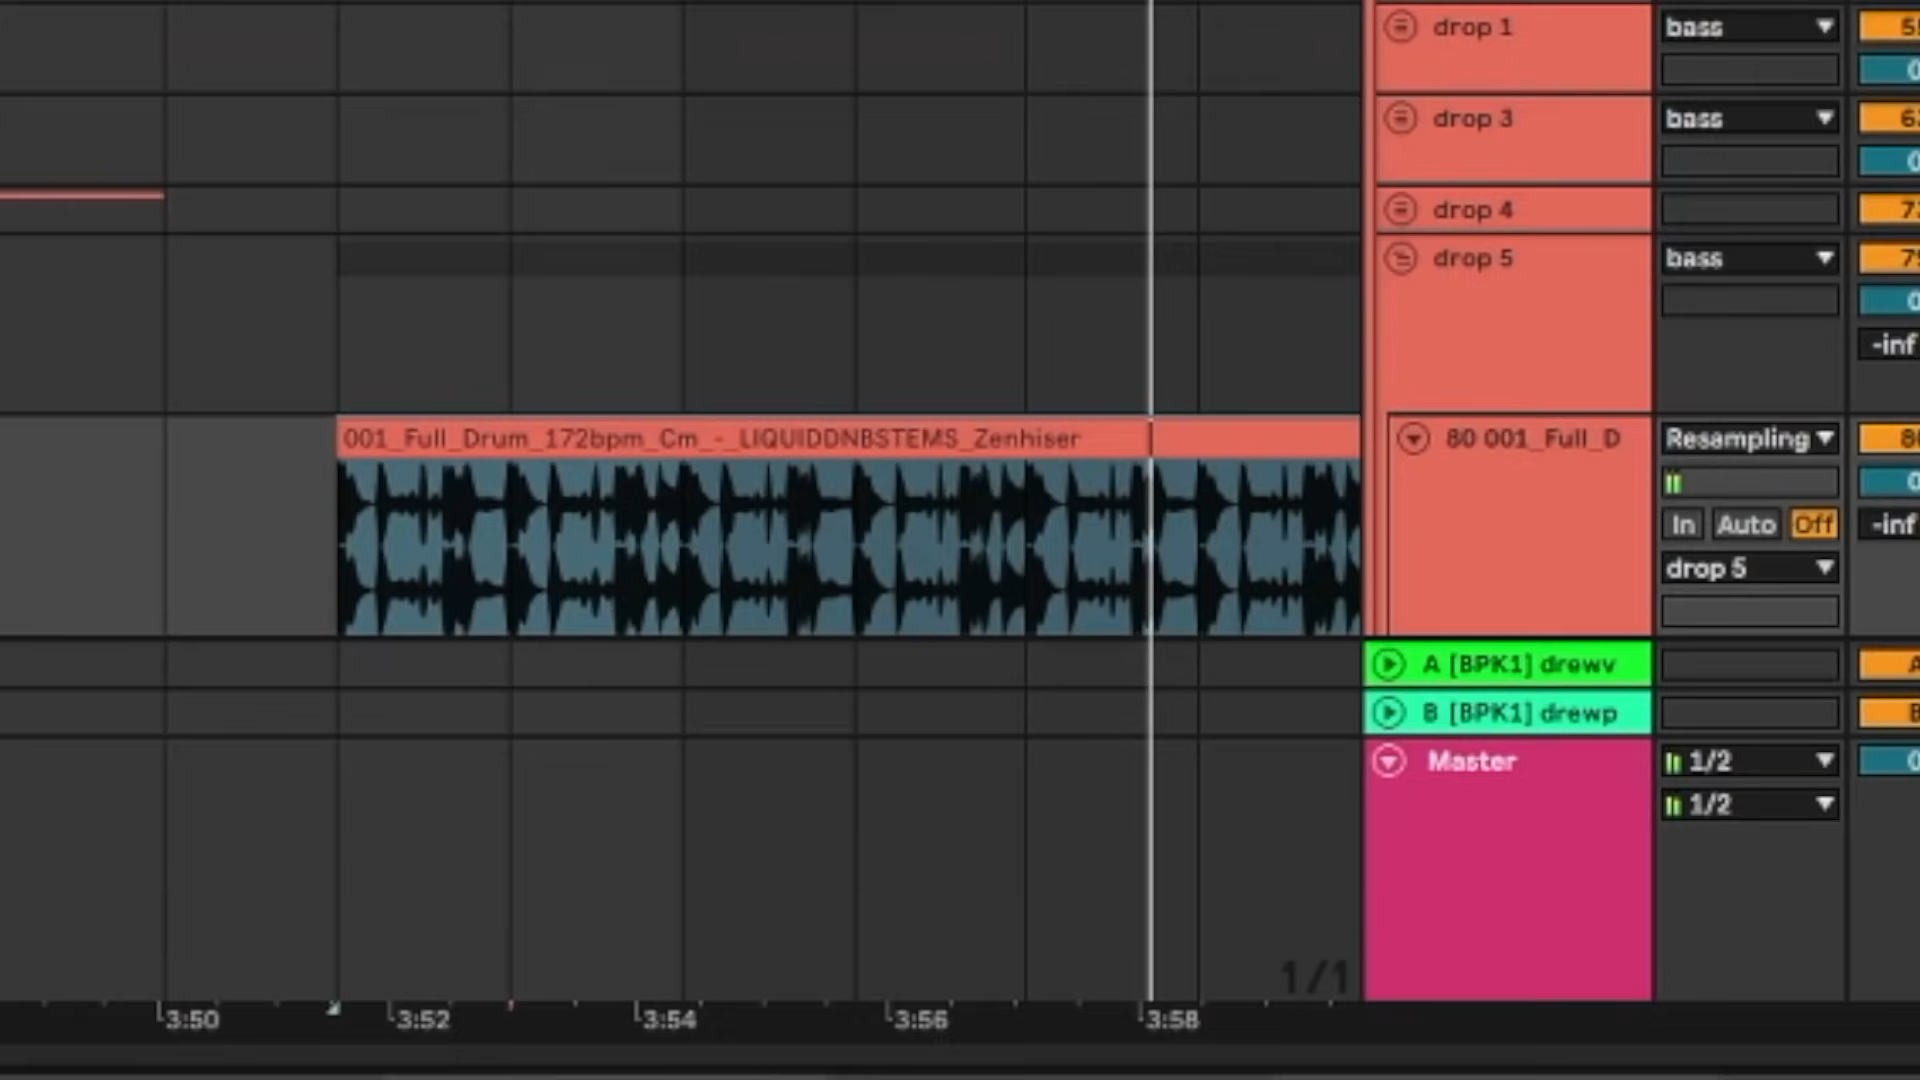 drop 1 bass
drop 3 bass
drop 4
drop 5 bass
-inf
001_Full_Drum_172bpm_Cm_-_LIQUIDDNBSTEMS_Zenhiser 80 001_Full_D Resampling
In Auto Off -inf
drop 5
A [BPK1] drewv
B [BPK1] drewp
Master 1/2
1/2
1/1
3:50 3:52 3:54 3:56 3:58